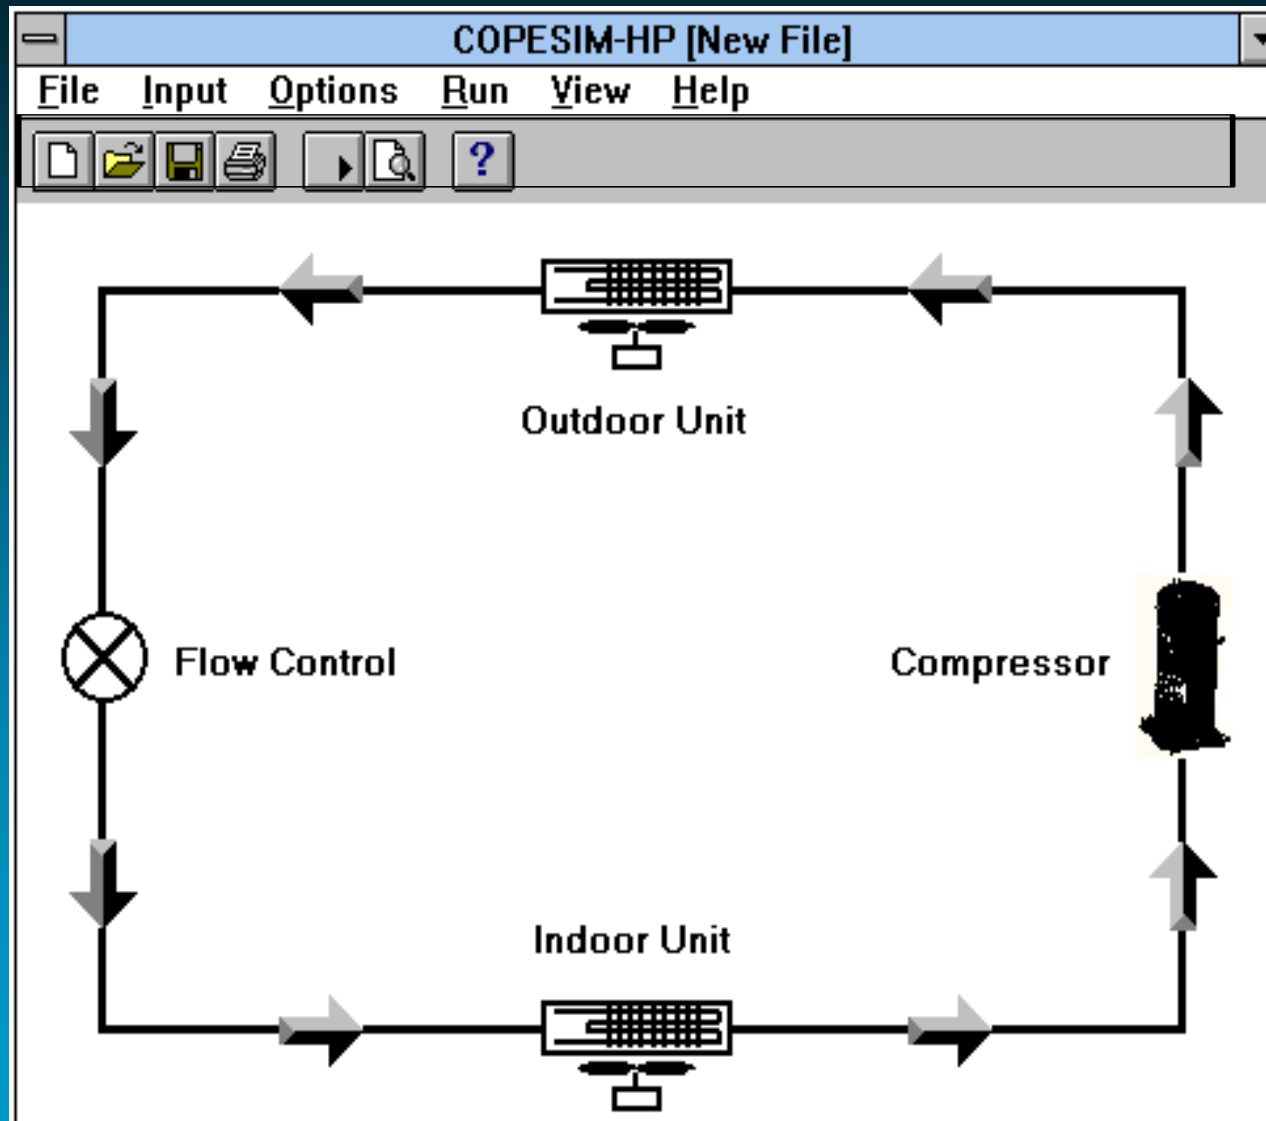 COPESIM-HP [New File]
File Input Options Run View Help
?
Outdoor Unit
Flow Control
Compressor
Indoor Unit